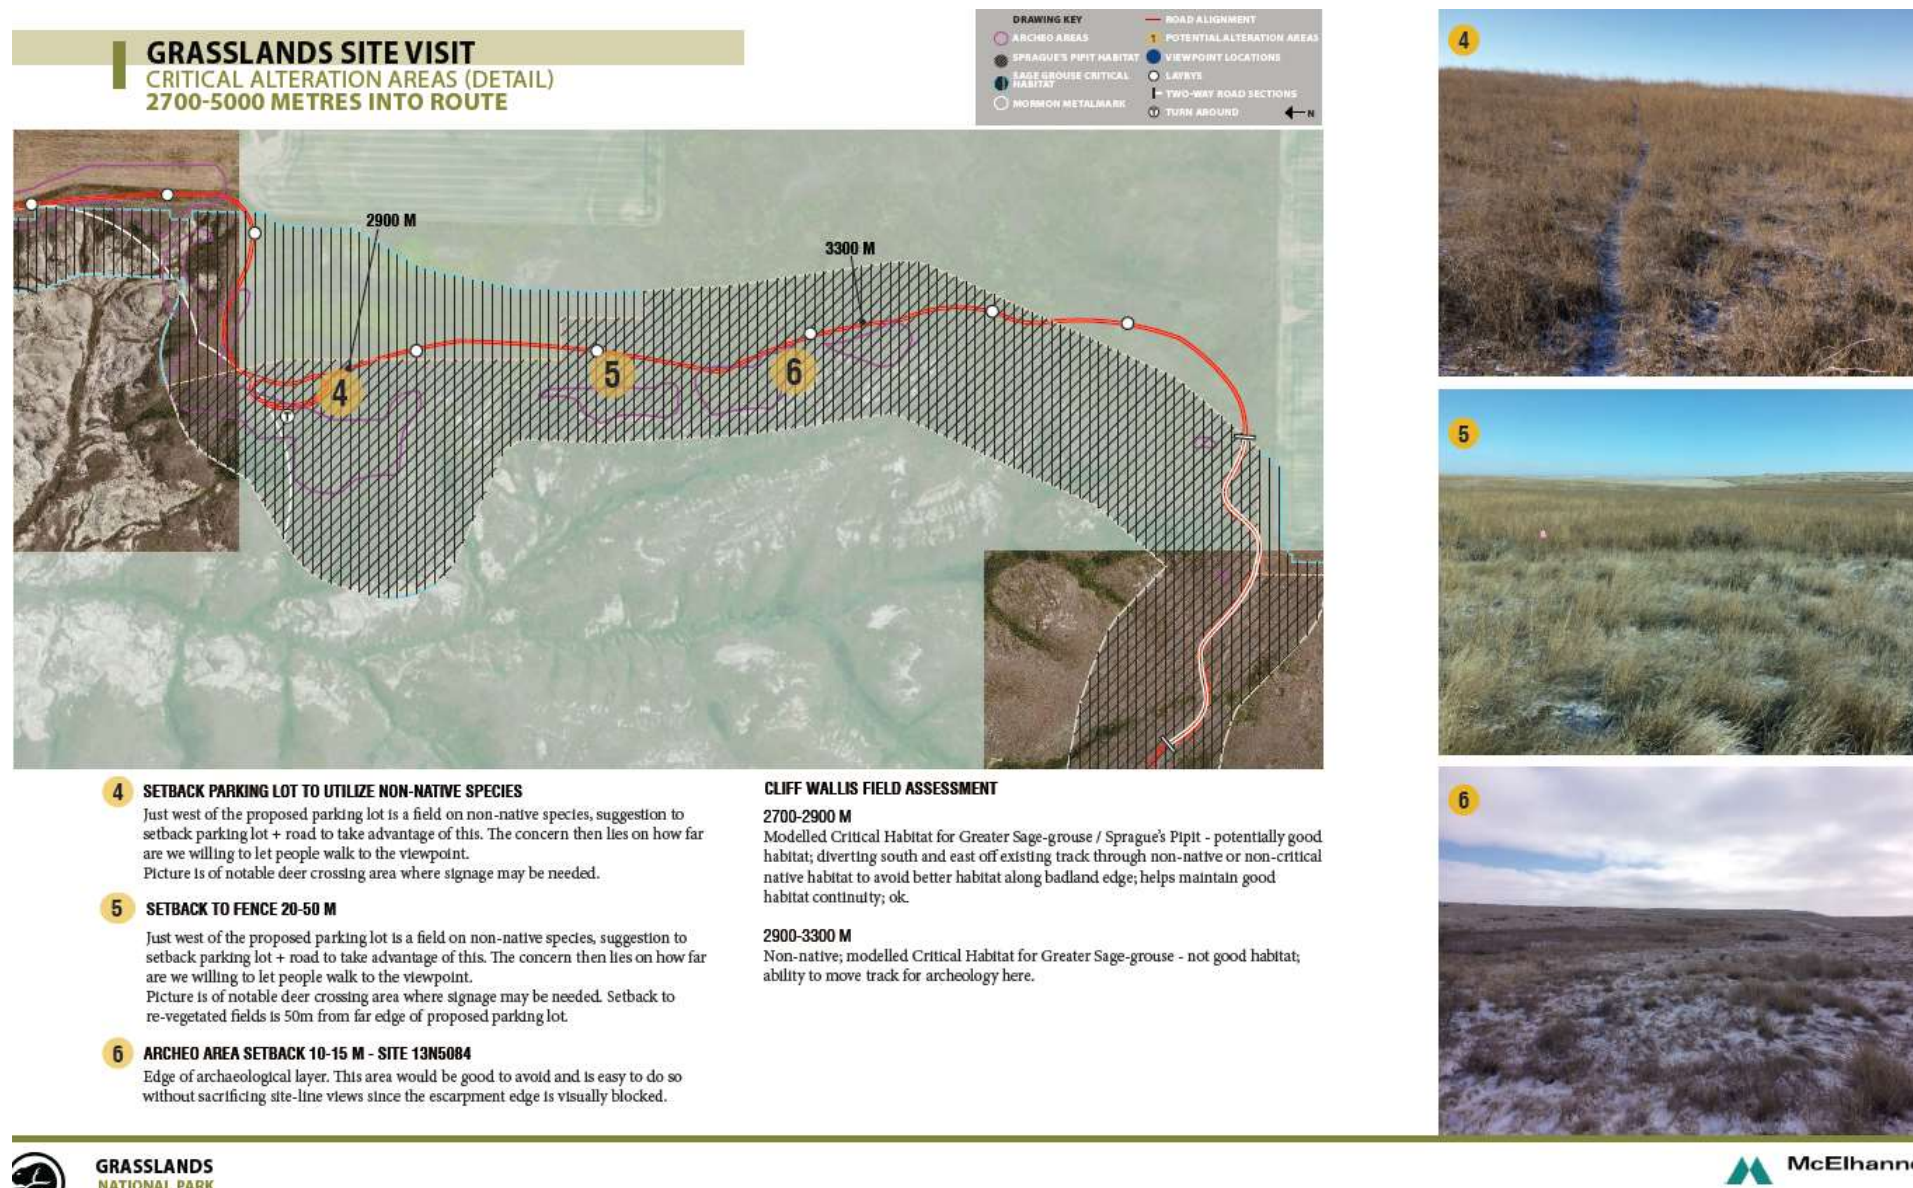 GRASSLANDS SITE VISIT
CRITICAL ALTERATION AREAS (DETAIL)
2700-5000 METRES INTO ROUTE
DRAWING KEY
ARCHEO AREAS
SPRAGUE'S PIPIT HABITAT
SAGE GROUSE CRITICAL
HABITAT
MORMON METALMARK
ROAD ALIGNMENT
1 POTENTIAL ALTERATION AREAS
VIEWPOINT LOCATIONS
LAYBYS
TWO-WAY ROAD SECTIONS
T TURN AROUND
N
2900 M
3300 M
4
5
6
T
4 SETBACK PARKING LOT TO UTILIZE NON-NATIVE SPECIES
Just west of the proposed parking lot is a field on non-native species, suggestion to
setback parking lot + road to take advantage of this. The concern then lies on how far
are we willing to let people walk to the viewpoint.
Picture is of notable deer crossing area where signage may be needed.
5 SETBACK TO FENCE 20-50 M
Just west of the proposed parking lot is a field on non-native species, suggestion to
setback parking lot + road to take advantage of this. The concern then lies on how far
are we willing to let people walk to the viewpoint.
Picture is of notable deer crossing area where signage may be needed. Setback to
re-vegetated fields is 50m from far edge of proposed parking lot.
6 ARCHEO AREA SETBACK 10-15 M - SITE 13N5084
Edge of archaeological layer. This area would be good to avoid and is easy to do so
without sacrificing site-line views since the escarpment edge is visually blocked.
CLIFF WALLIS FIELD ASSESSMENT
2700-2900 M
Modelled Critical Habitat for Greater Sage-grouse / Sprague's Pipit - potentially good
habitat; diverting south and east off existing track through non-native or non-critical
native habitat to avoid better habitat along badland edge; helps maintain good
habitat continuity; ok.
2900-3300 M
Non-native; modelled Critical Habitat for Greater Sage-grouse - not good habitat;
ability to move track for archeology here.
4
5
6
GRASSLANDS
NATIONAL PARK
McElhanne